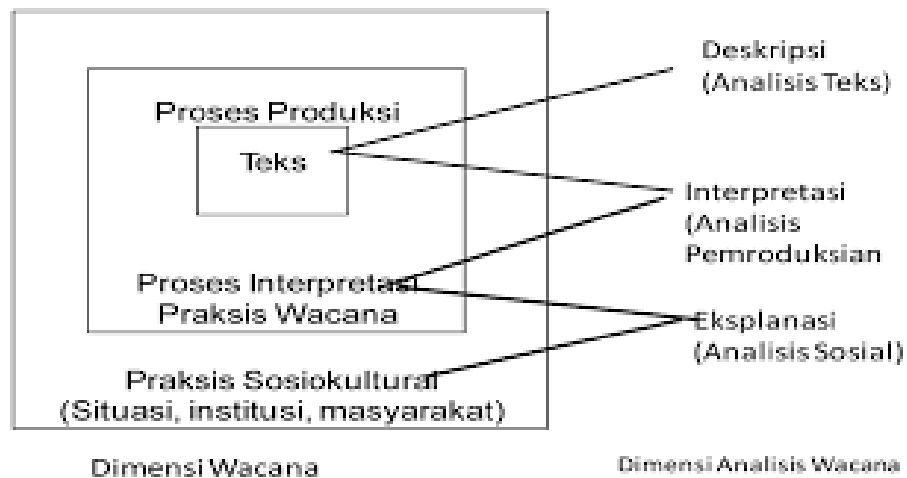 Proses Produksi
Teks
Proses Interpretasi
Praksis Wacana
Praksis Sosiokultural
(Situasi, institusi, masyarakat)
Dimensi Wacana
Deskripsi
(Analisis Teks)
Interpretasi
(Analisis
Pemroduksian
Eksplanasi
(Analisis Sosial)
Dimensi Analisis Wacana